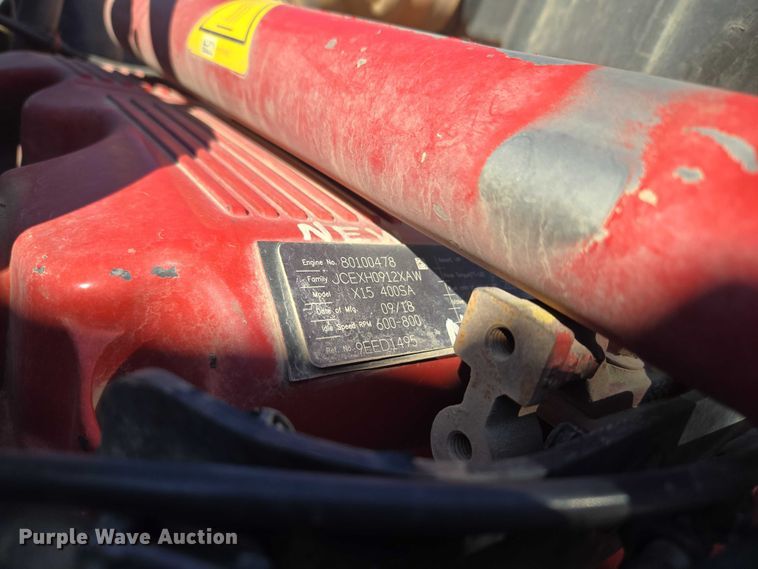 NE
Engine No. 80100478
Family JCEXH0912XAW
Model X15 400SA
Date of Mfg. 09/18
Idle Speed RPM 600-800
Ref. No. 9EED1495
Purple Wave Auction